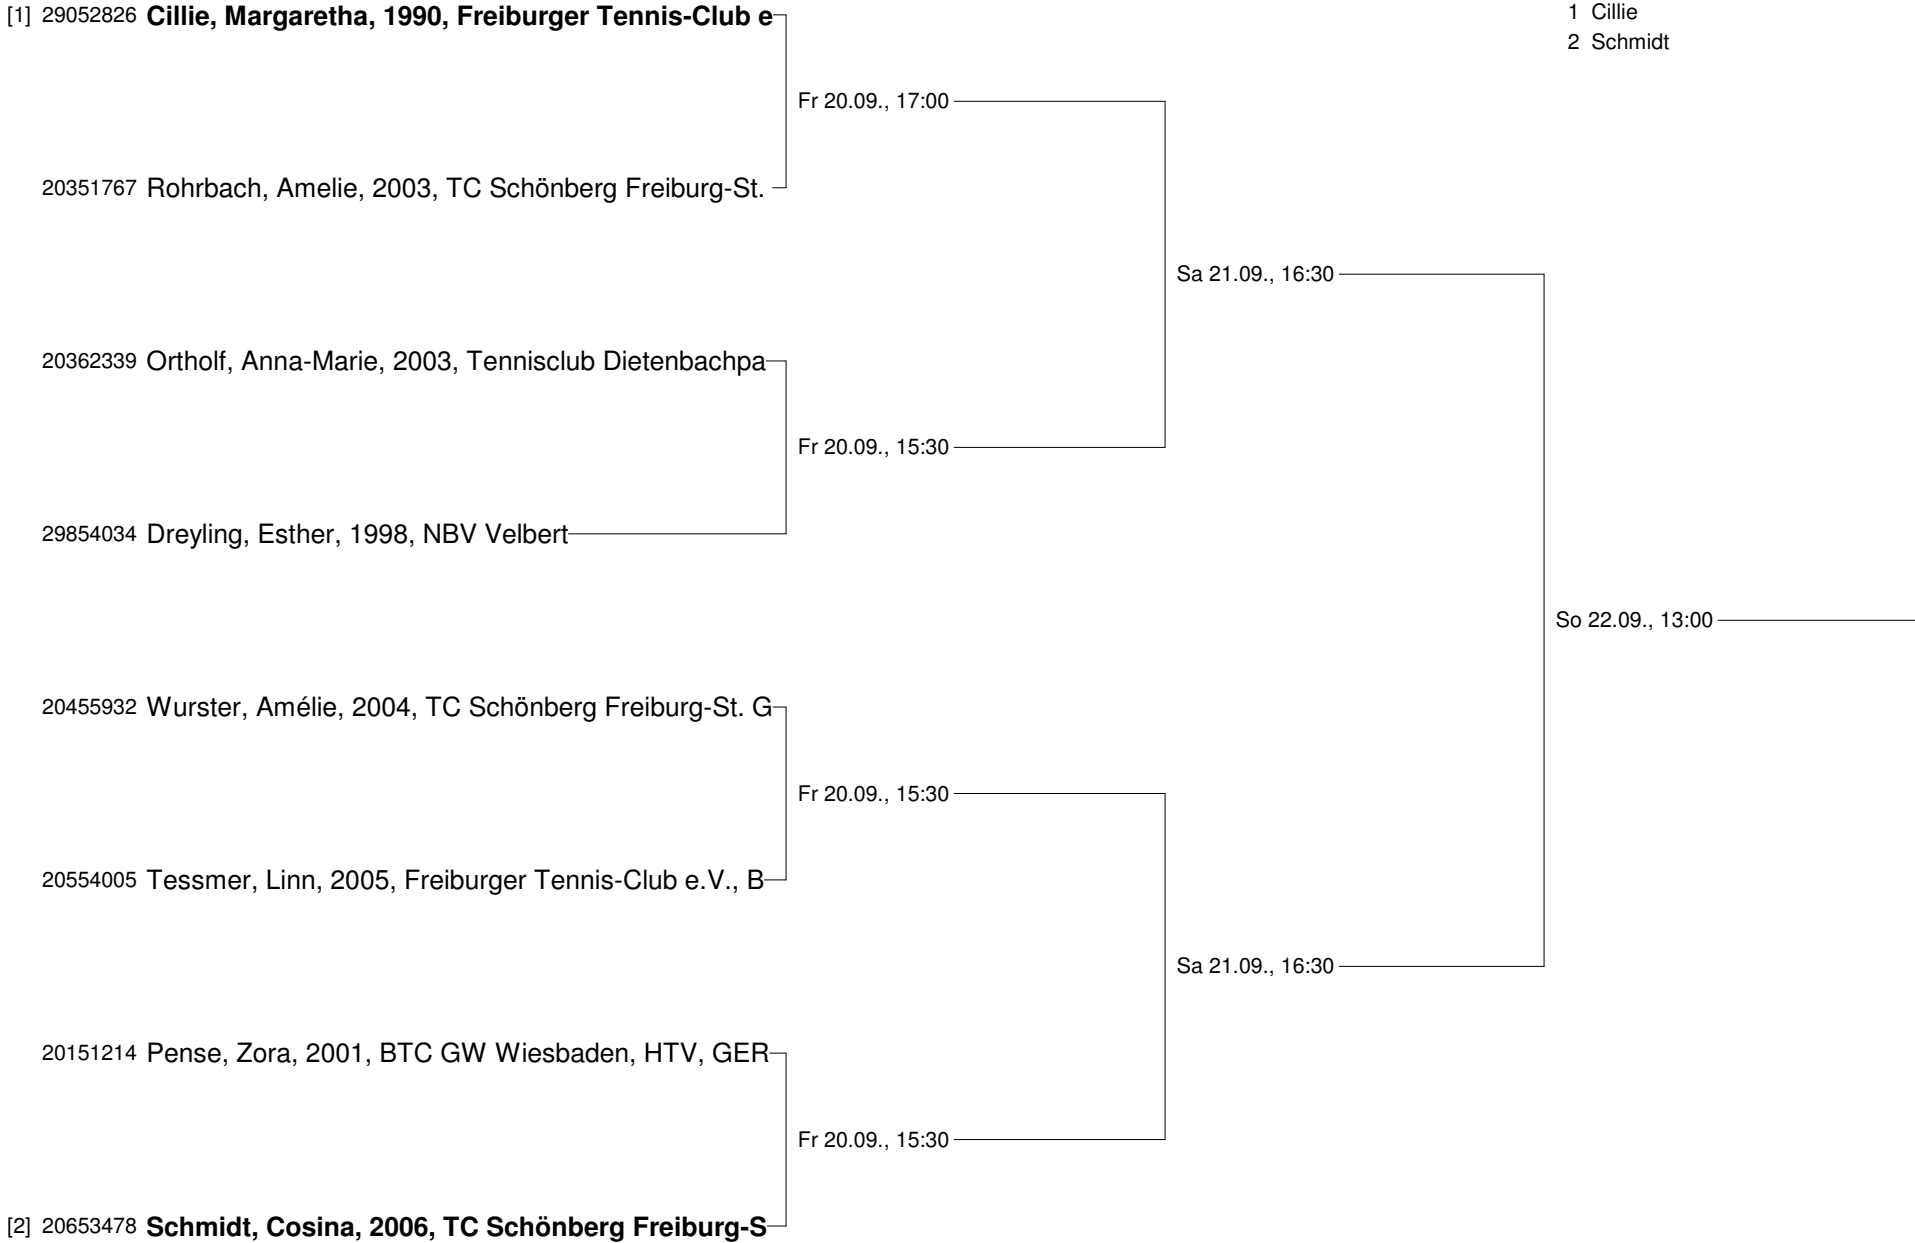 [1] 29052826 Cillie, Margaretha, 1990, Freiburger Tennis-Club e
1 Cillie
2 Schmidt
Fr 20.09., 17:00
20351767 Rohrbach, Amelie, 2003, TC Schönberg Freiburg-St.
Sa 21.09., 16:30
20362339 Ortholf, Anna-Marie, 2003, Tennisclub Dietenbachpa
Fr 20.09., 15:30
29854034 Dreyling, Esther, 1998, NBV Velbert
So 22.09., 13:00
20455932 Wurster, Amélie, 2004, TC Schönberg Freiburg-St. G
Fr 20.09., 15:30
20554005 Tessmer, Linn, 2005, Freiburger Tennis-Club e.V., B
Sa 21.09., 16:30
20151214 Pense, Zora, 2001, BTC GW Wiesbaden, HTV, GER
Fr 20.09., 15:30
[2] 20653478 Schmidt, Cosina, 2006, TC Schönberg Freiburg-S